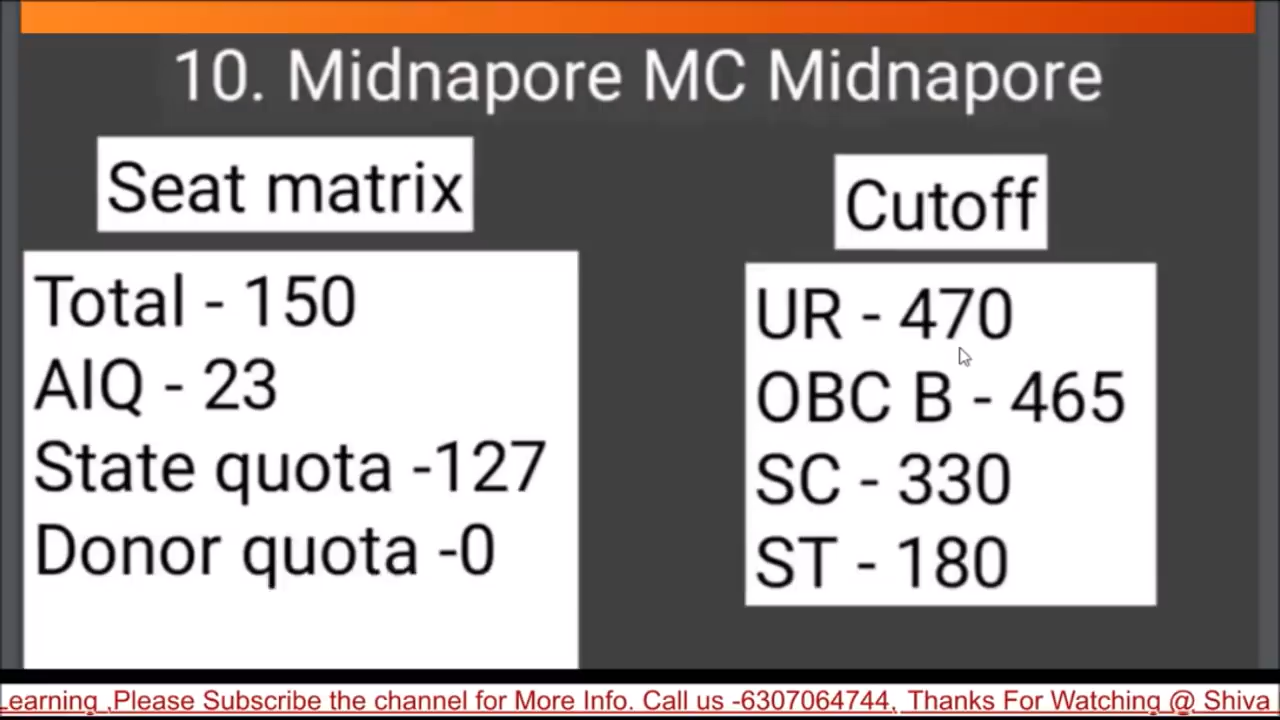 10. Midnapore MC Midnapore
Seat matrix
Total - 150
AIQ - 23
State quota -127
Donor quota -0
Cutoff
UR - 470
OBC B - 465
SC - 330
ST - 180
earning ,Please Subscribe the channel for More Info. Call us -6307064744, Thanks For Watching @ Shiva